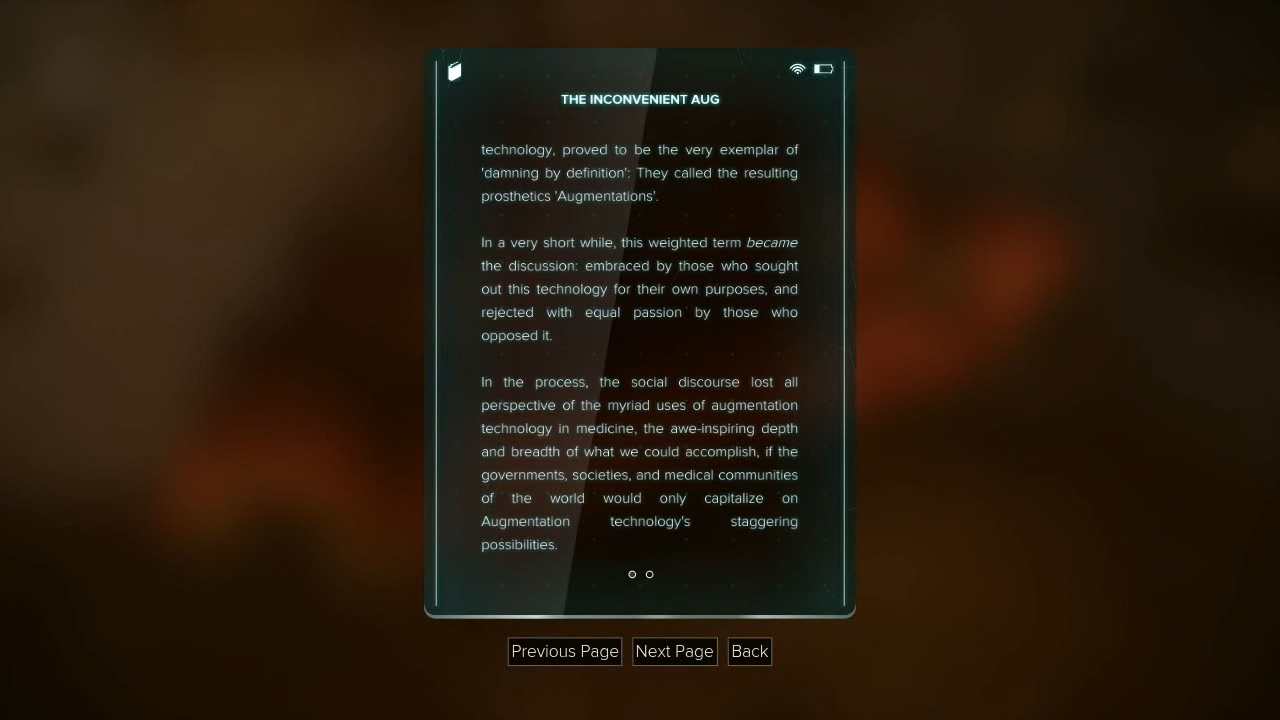 THE INCONVENIENT AUG
technology, proved to be the very exemplar of
'damning by definition': They called the resulting
prosthetics 'Augmentations'.
In a very short while, this weighted term became
the discussion: embraced by those who sought
out this technology for their own purposes, and
rejected with equal passion by those who
opposed it.
In the process, the social discourse lost all
perspective of the myriad uses of augmentation
technology in medicine, the awe-inspiring depth
and breadth of what we could accomplish, if the
governments, societies, and medical communities
of the world would only capitalize on
Augmentation technology's staggering
possibilities.
Previous Page Next Page Back